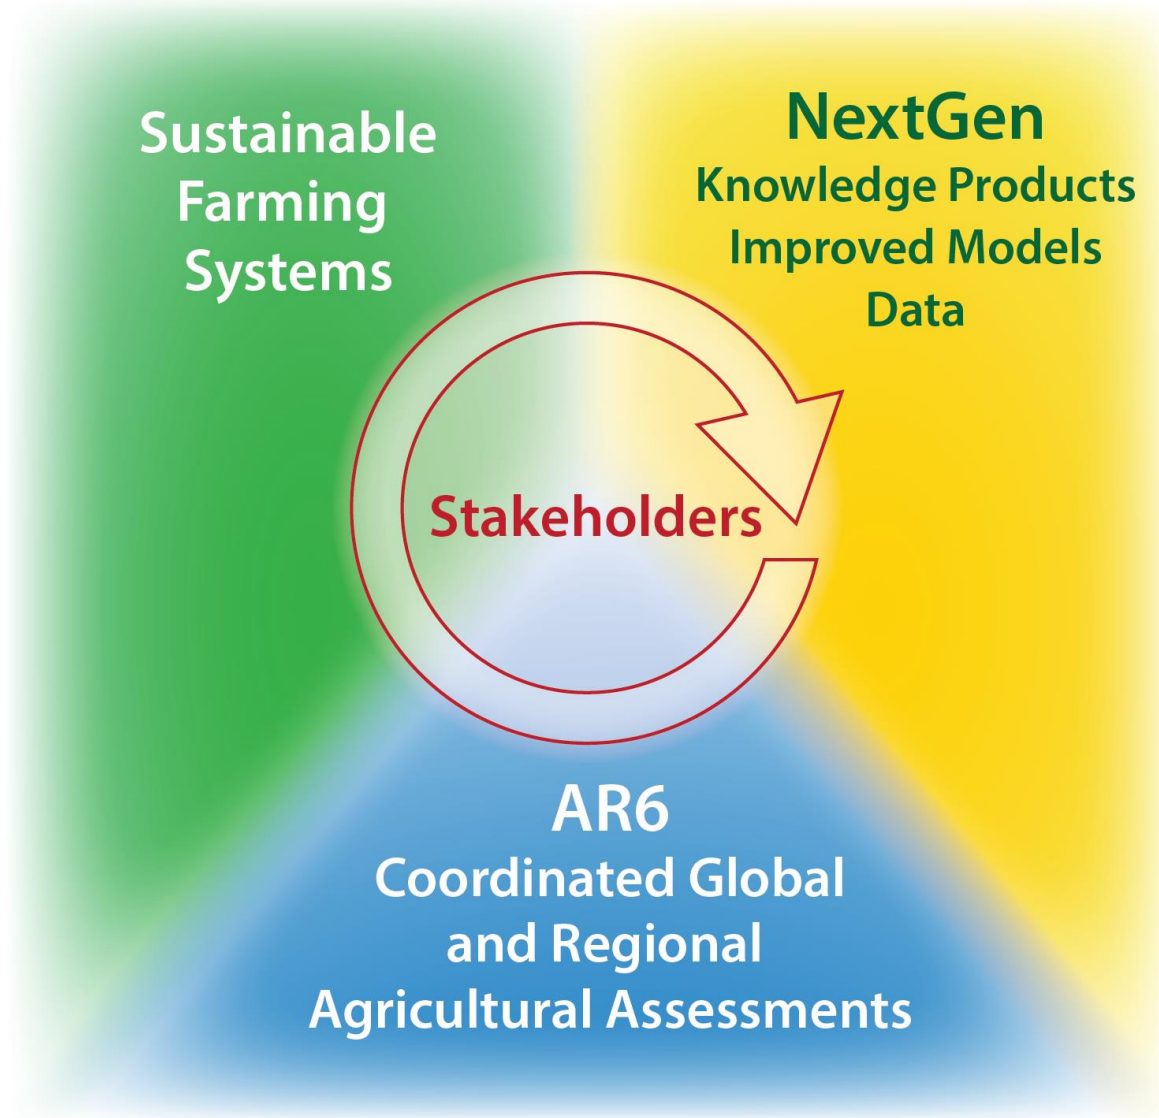 Sustainable
Farming
Systems
NextGen
Knowledge Products
Improved Models
Data
Stakeholders
AR6
Coordinated Global
and Regional
Agricultural Assessments